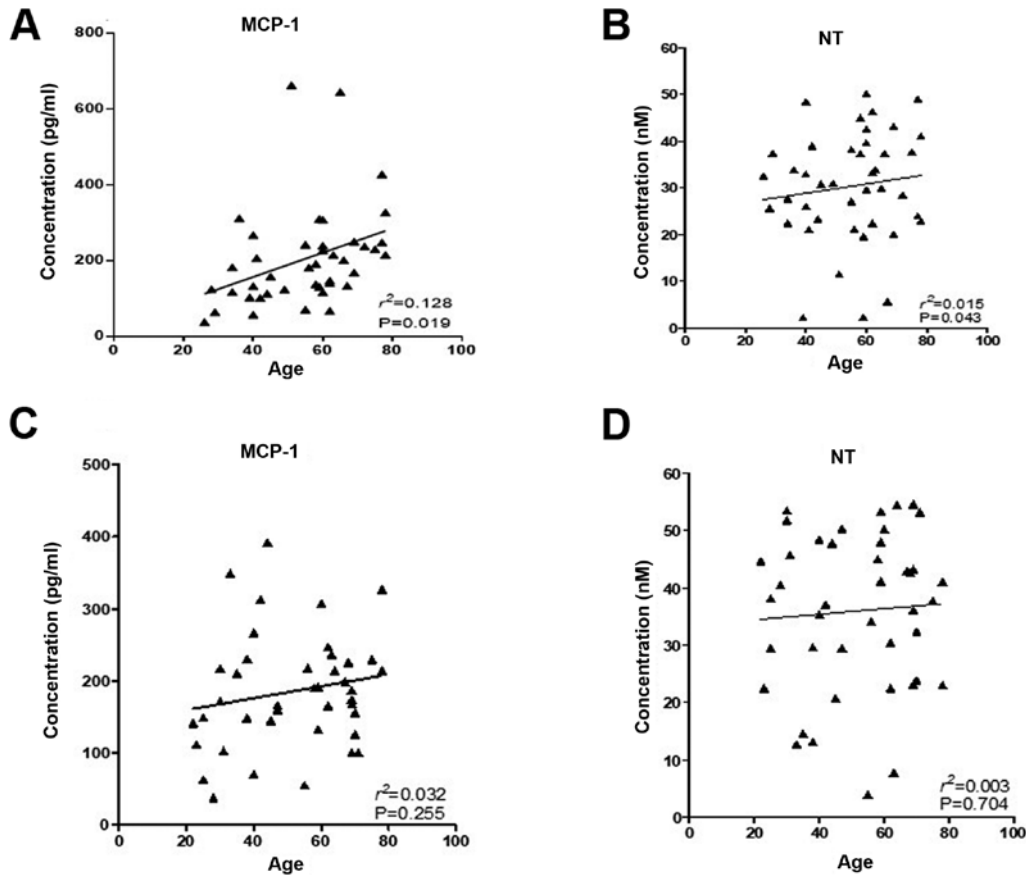 A
MCP-1
Concentration (pg/ml)
800
600
400
200
0
0 20 40 60 80 100
Age
r²=0.128
P=0.019
B
NT
Concentration (nM)
60
50
40
30
20
10
0
0 20 40 60 80 100
Age
r²=0.015
P=0.043
C
MCP-1
Concentration (pg/ml)
500
400
300
200
100
0
0 20 40 60 80 100
Age
r²=0.032
P=0.255
D
NT
Concentration (nM)
60
50
40
30
20
10
0
0 20 40 60 80 100
Age
r²=0.003
P=0.704